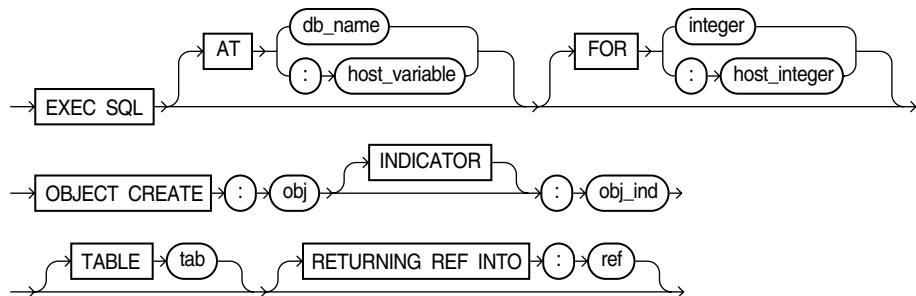 db_name integer
AT FOR
: host_variable : host_integer
EXEC SQL
INDICATOR
OBJECT CREATE : obj : obj_ind
TABLE tab RETURNING REF INTO : ref